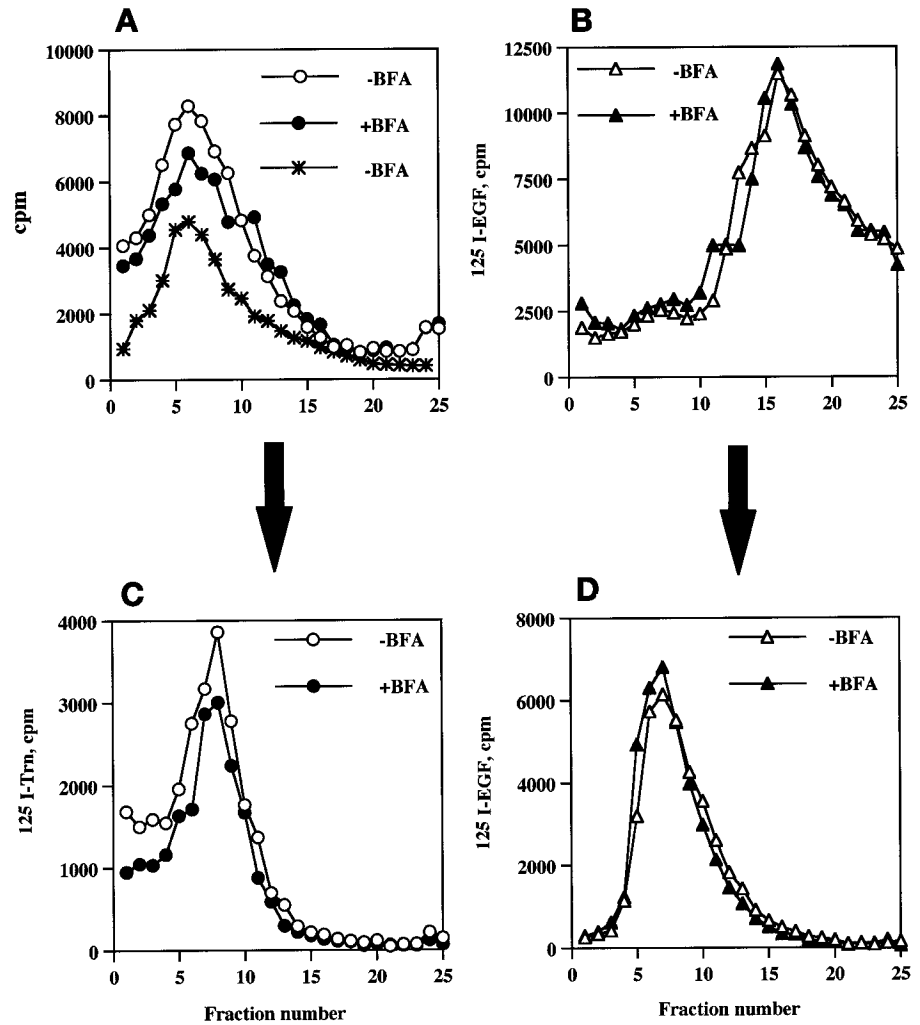 A
cpm
10000
8000
6000
4000
2000
0
0 5 10 15 20 25
-BFA
+BFA
-BFA
B
125 I-EGF, cpm
12500
10000
7500
5000
2500
0
0 5 10 15 20 25
-BFA
+BFA
C
125 I-Trn, cpm
4000
3000
2000
1000
0
0 5 10 15 20 25
-BFA
+BFA
Fraction number
D
125 I-EGF, cpm
8000
6000
4000
2000
0
0 5 10 15 20 25
-BFA
+BFA
Fraction number